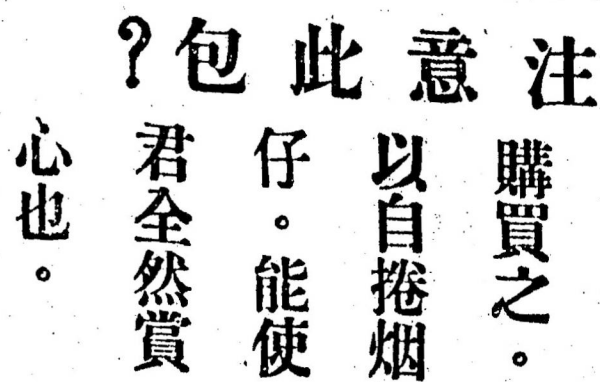 注意此包?
購買之。
以自捲烟
仔。能使
君全然賞
心也。